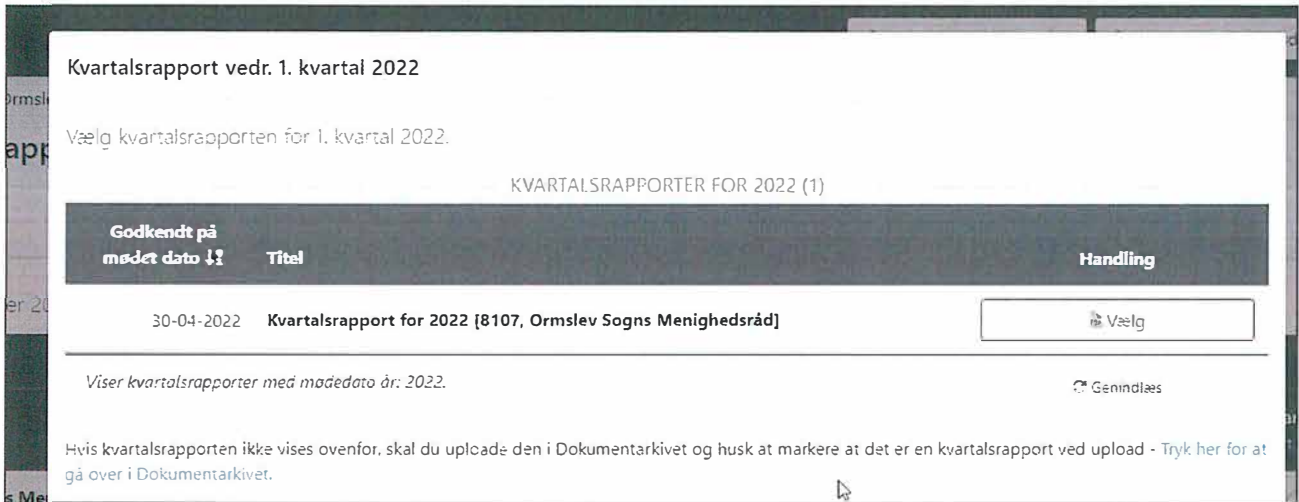 Kvartalsrapport vedr. 1. kvartal 2022
Vælg kvartalsrapporten for 1. kvartal 2022.
KVARTALSRAPPORTER FOR 2022 (1)
Godkendt på
mødet dato Titel Handling
30-04-2022 Kvartalsrapport for 2022 [8107, Ormslev Sogns Menighedsråd] Vælg
Viser kvartalsrapporter med mødedato år: 2022.
Genindlæs
Hvis kvartalsrapporten ikke vises ovenfor, skal du uploade den i Dokumentarkivet og husk at markere at det er en kvartalsrapport ved upload - Tryk her for at
gå over i Dokumentarkivet.